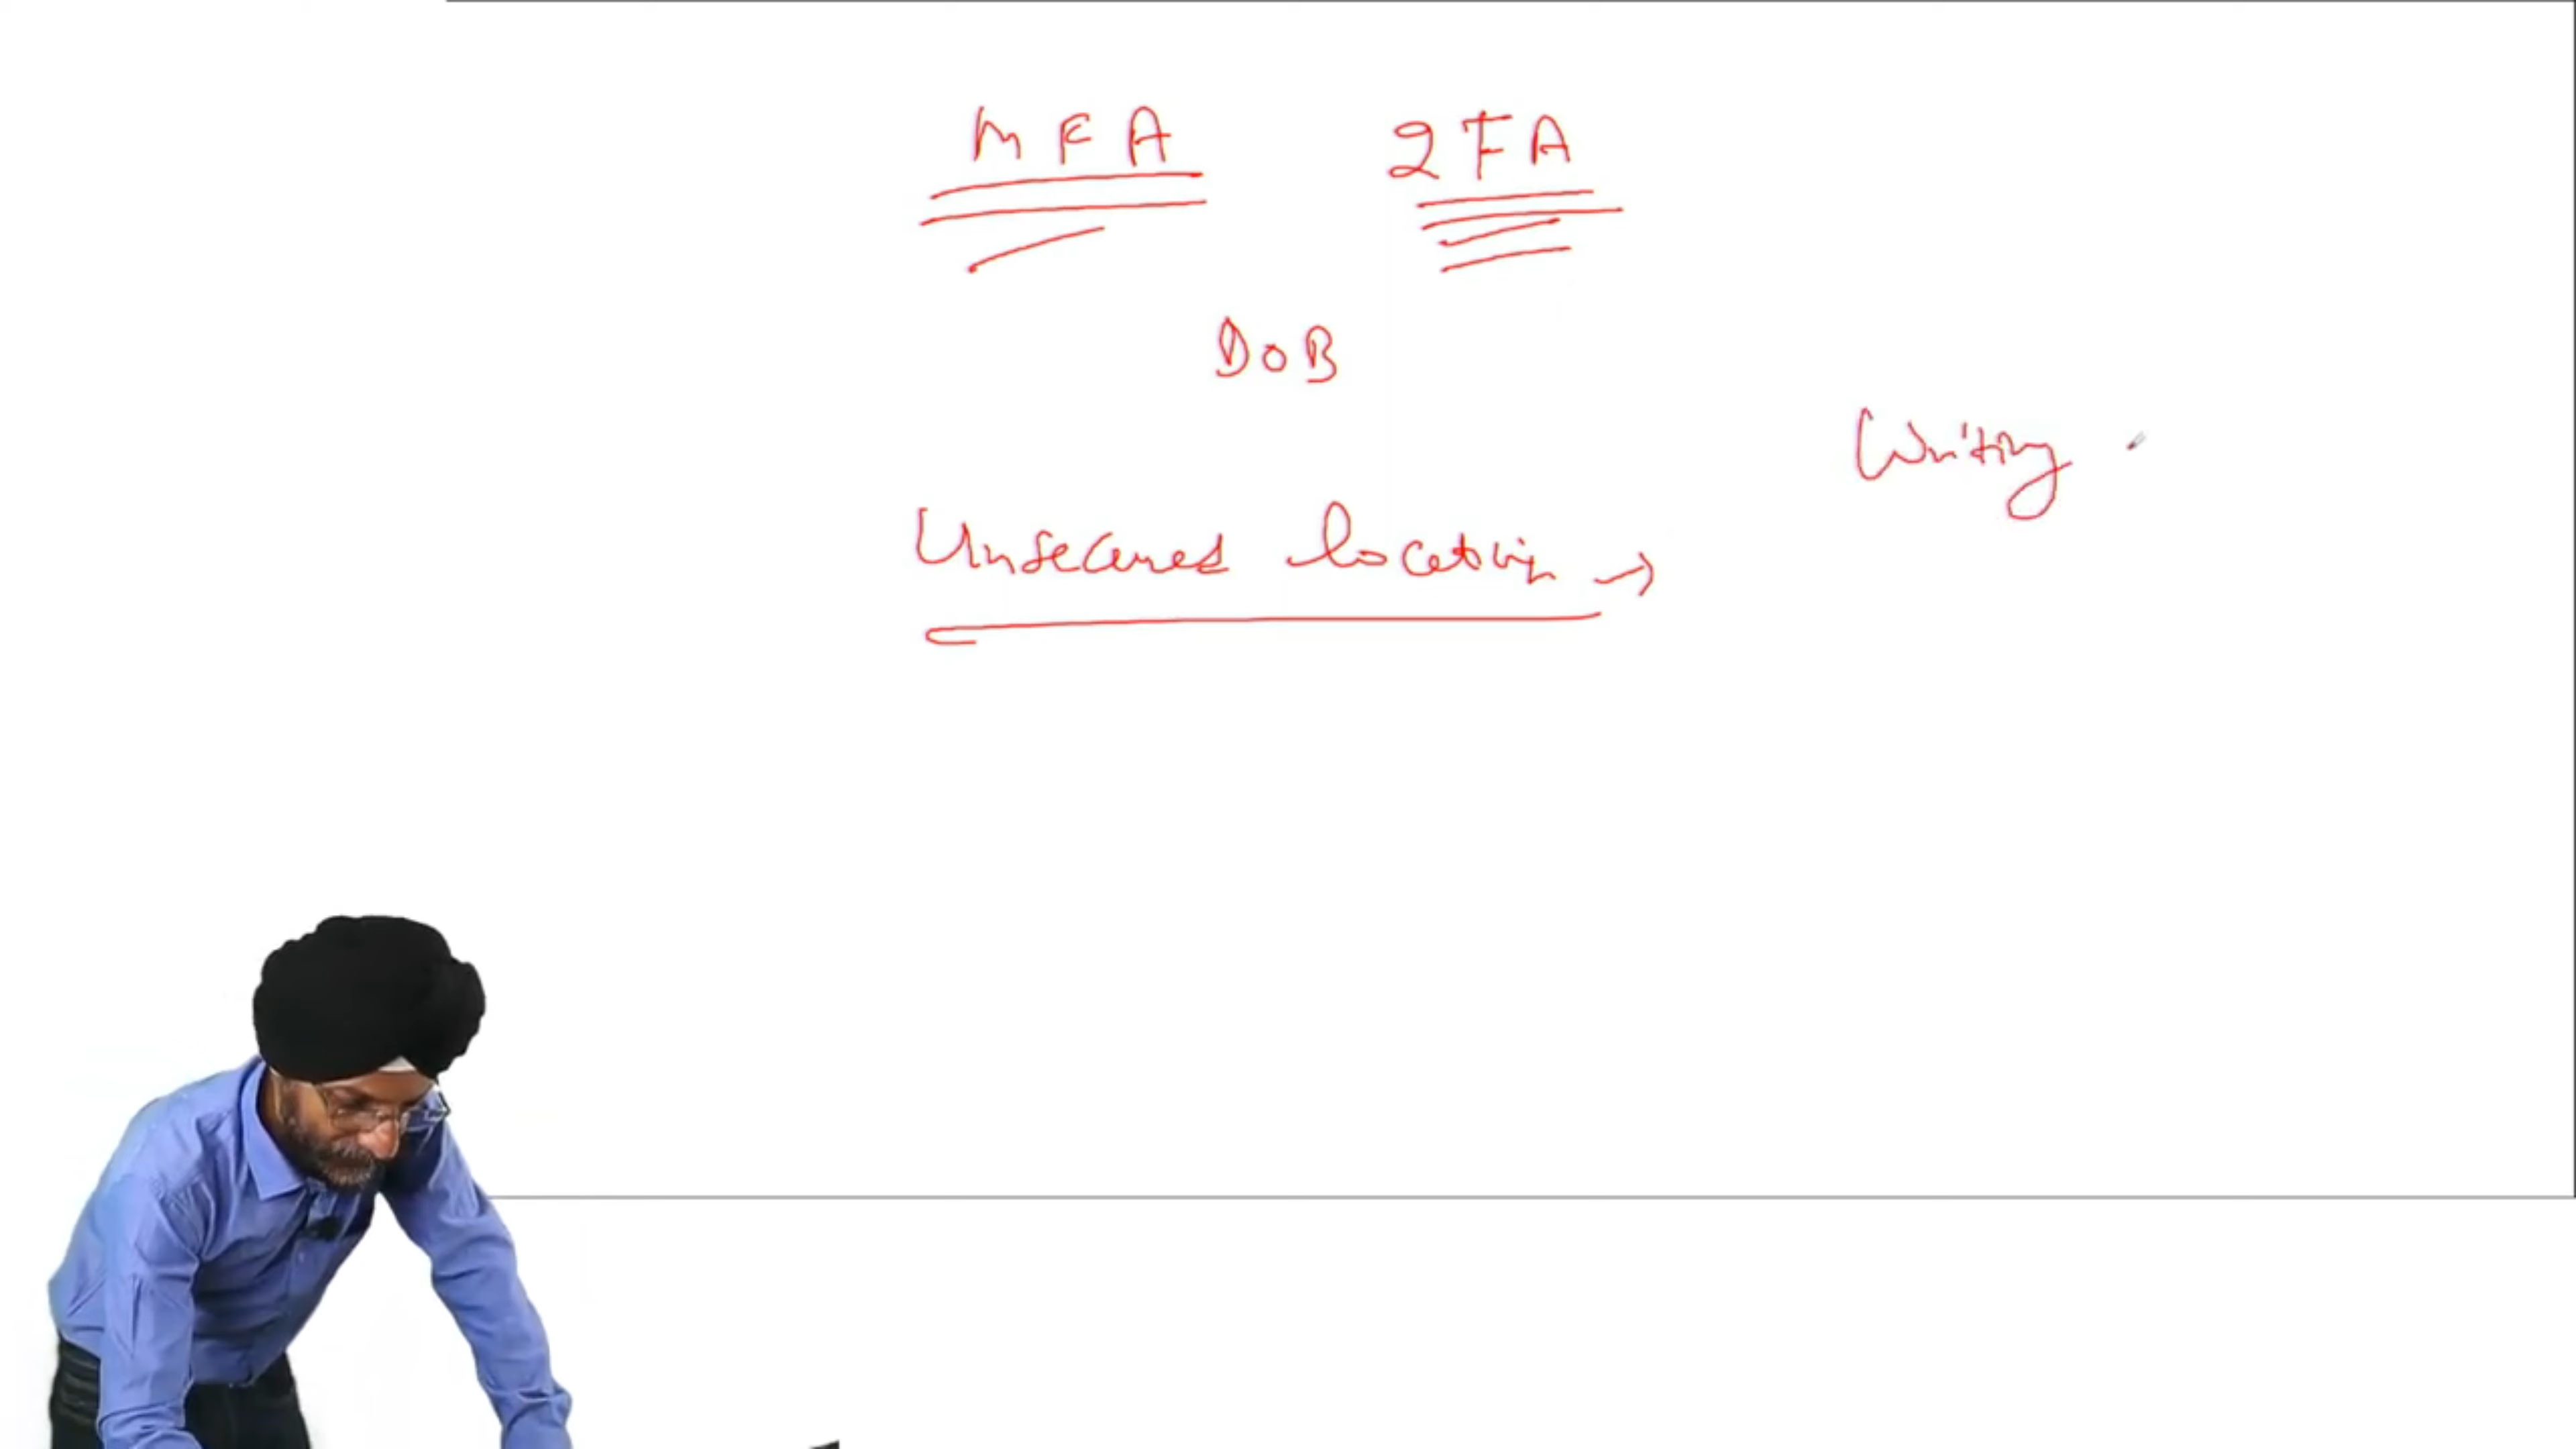 MFA 2FA
DOB
Writing
Unsecured location →